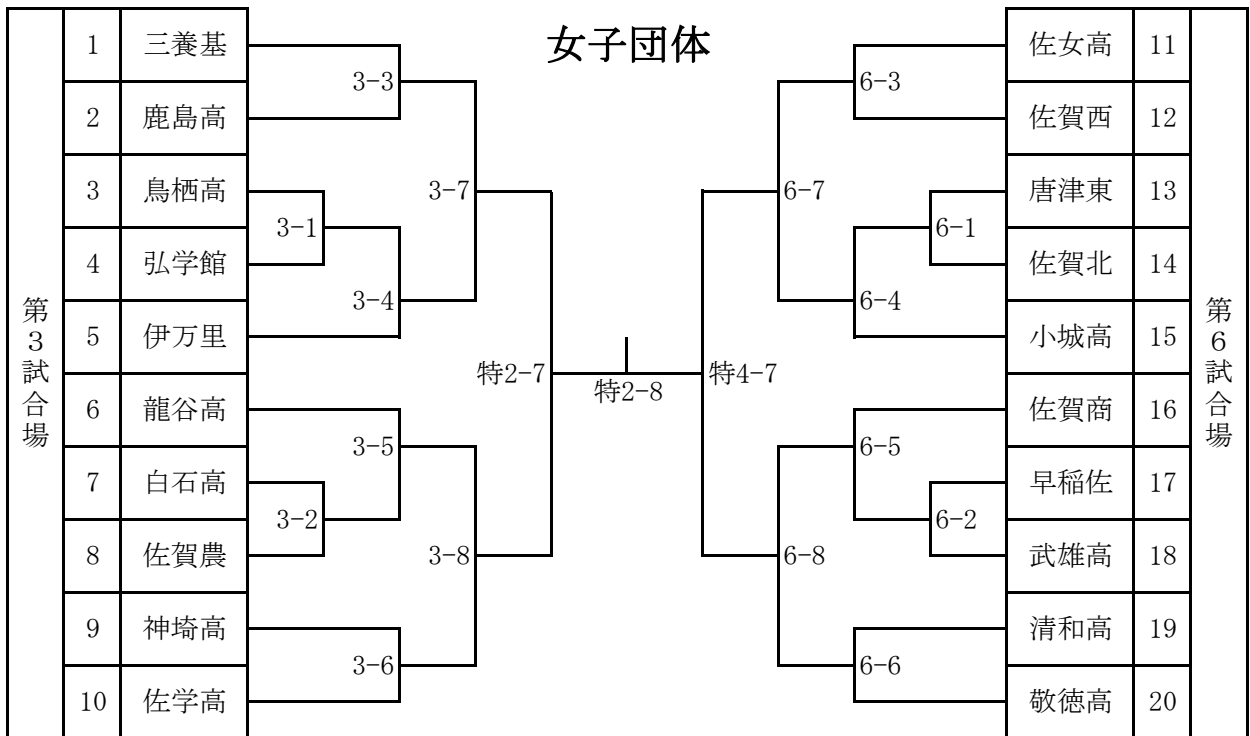 女子団体
第3試合場
1 三養基
2 鹿島高
3 鳥栖高
4 弘学館
5 伊万里
6 龍谷高
7 白石高
8 佐賀農
9 神埼高
10 佐学高
3-3
3-1
3-4
3-7
3-5
3-2
3-8
3-6
特2-7
特2-8
特4-7
6-3
6-7
6-1
6-4
6-5
6-2
6-8
6-6
佐女高 11
佐賀西 12
唐津東 13
佐賀北 14
小城高 15
佐賀商 16
早稲佐 17
武雄高 18
清和高 19
敬徳高 20
第6試合場